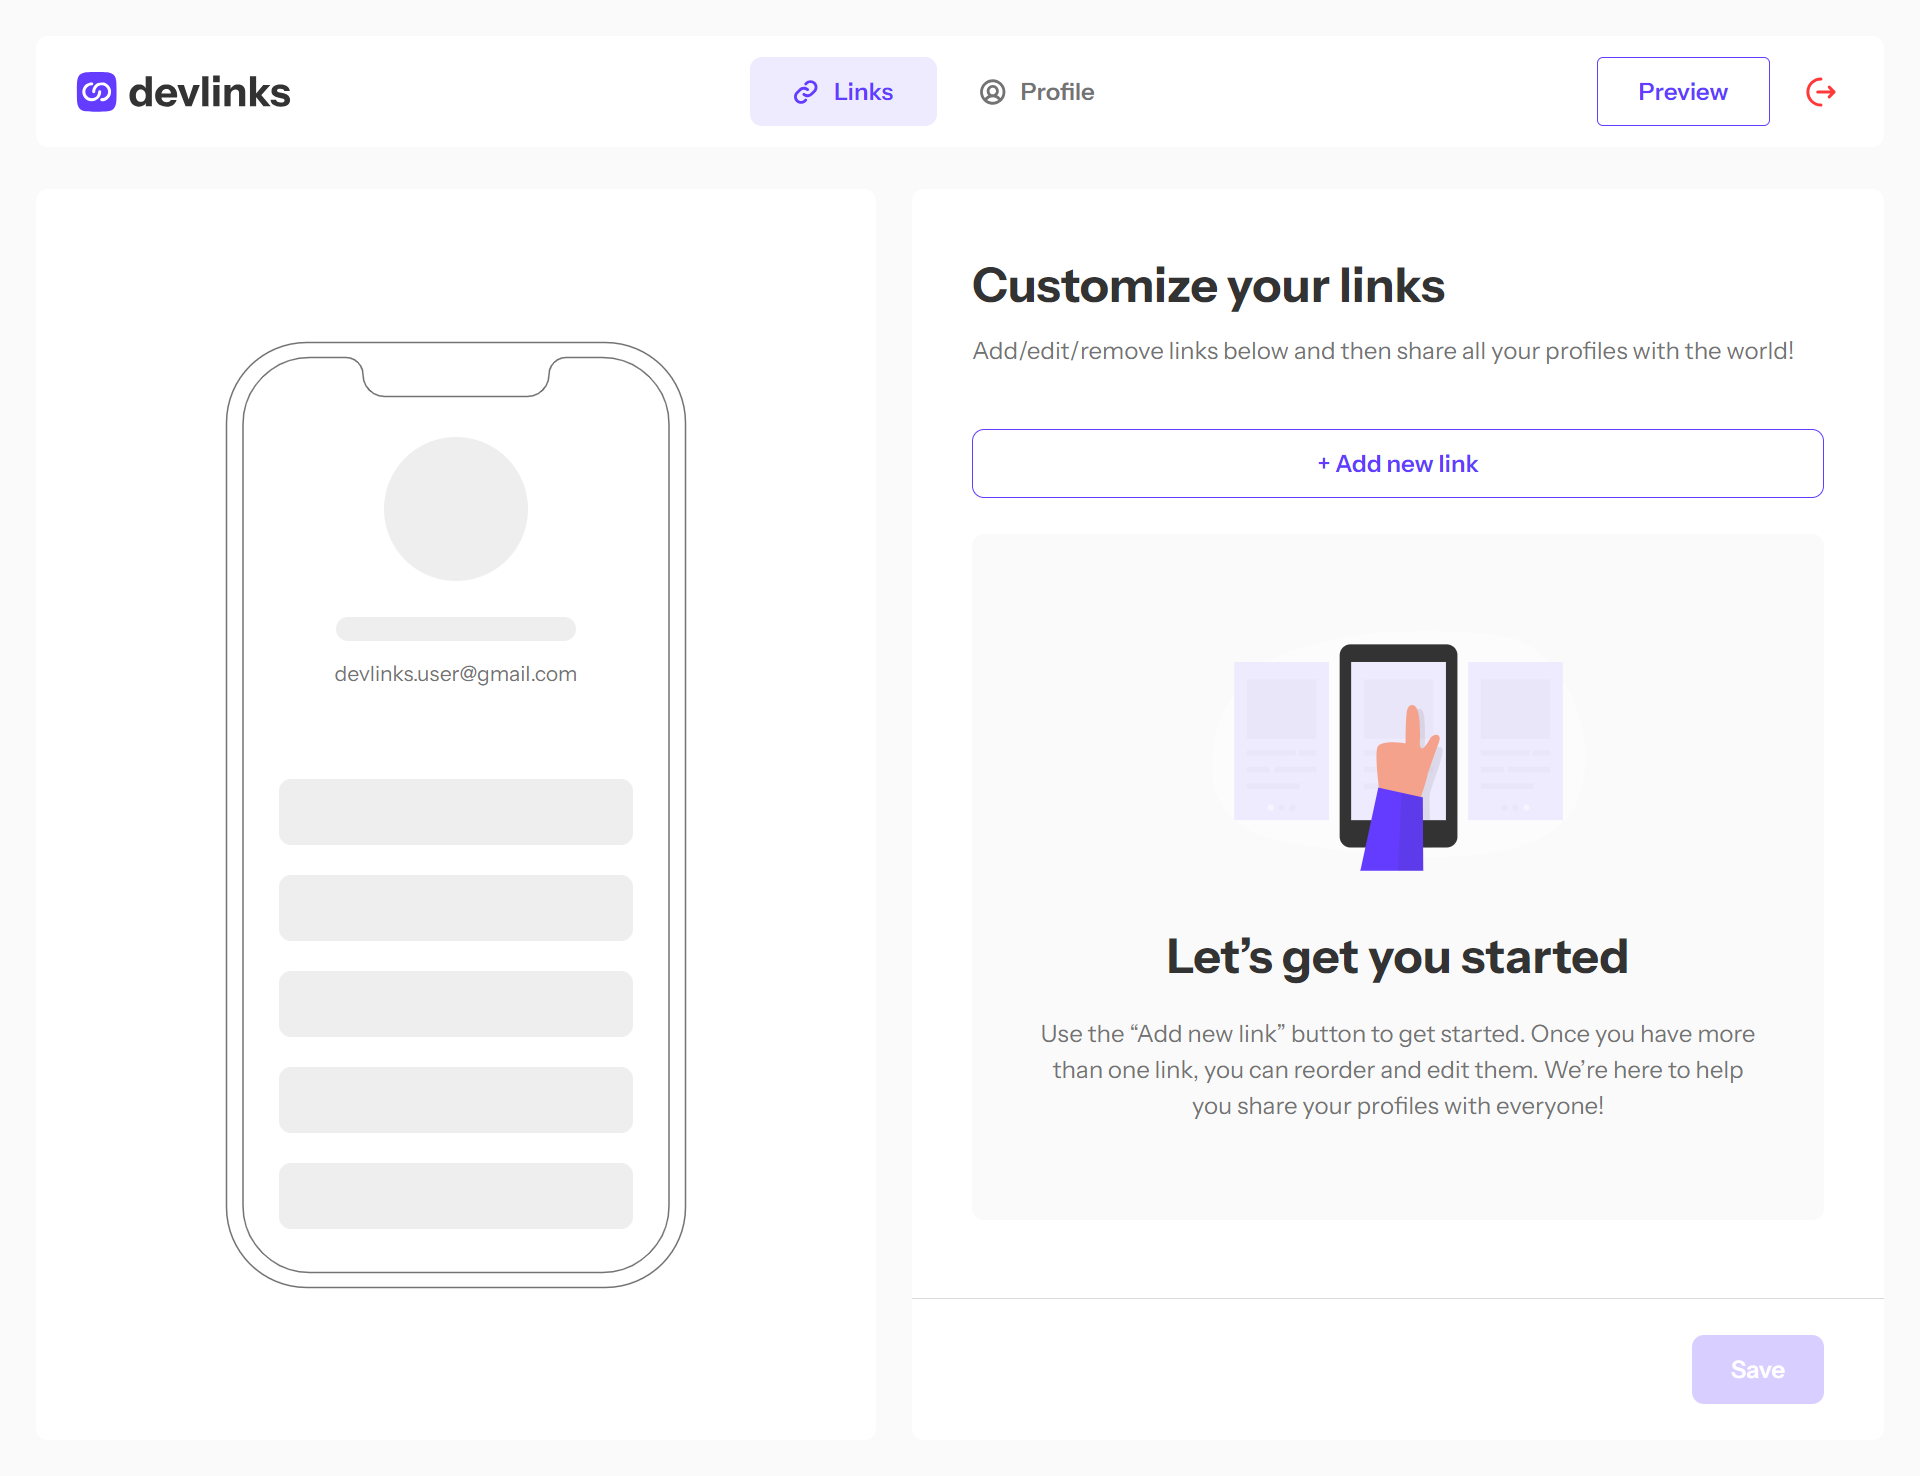 devlinks
Links
Profile
Preview
devlinks.user@gmail.com
Customize your links
Add/edit/remove links below and then share all your profiles with the world!
+ Add new link
Let’s get you started
Use the “Add new link” button to get started. Once you have more
than one link, you can reorder and edit them. We’re here to help
you share your profiles with everyone!
Save